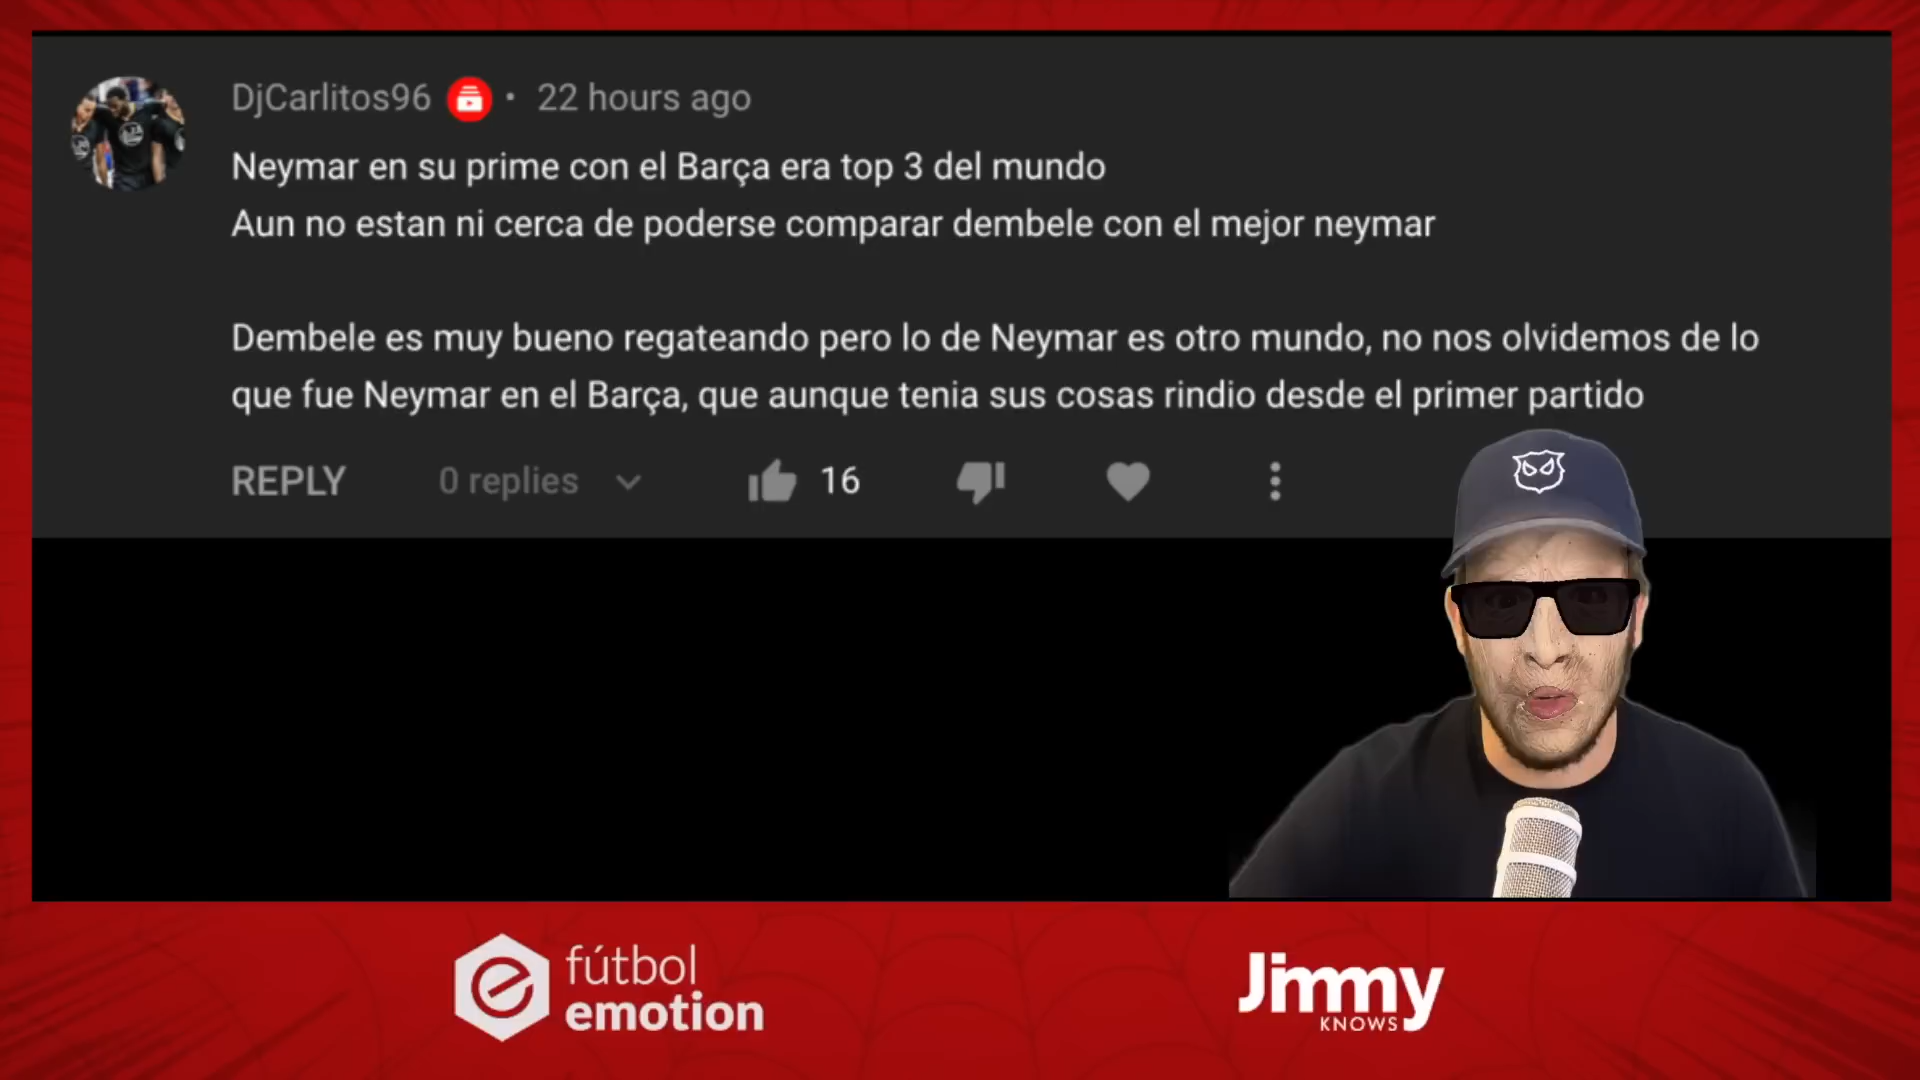 DjCarlitos96 • 22 hours ago
Neymar en su prime con el Barça era top 3 del mundo
Aun no estan ni cerca de poderse comparar dembele con el mejor neymar
Dembele es muy bueno regateando pero lo de Neymar es otro mundo, no nos olvidemos de lo
que fue Neymar en el Barça, que aunque tenia sus cosas rindio desde el primer partido
REPLY 0 replies 16
fútbol
emotion
Jimmy
KNOWS